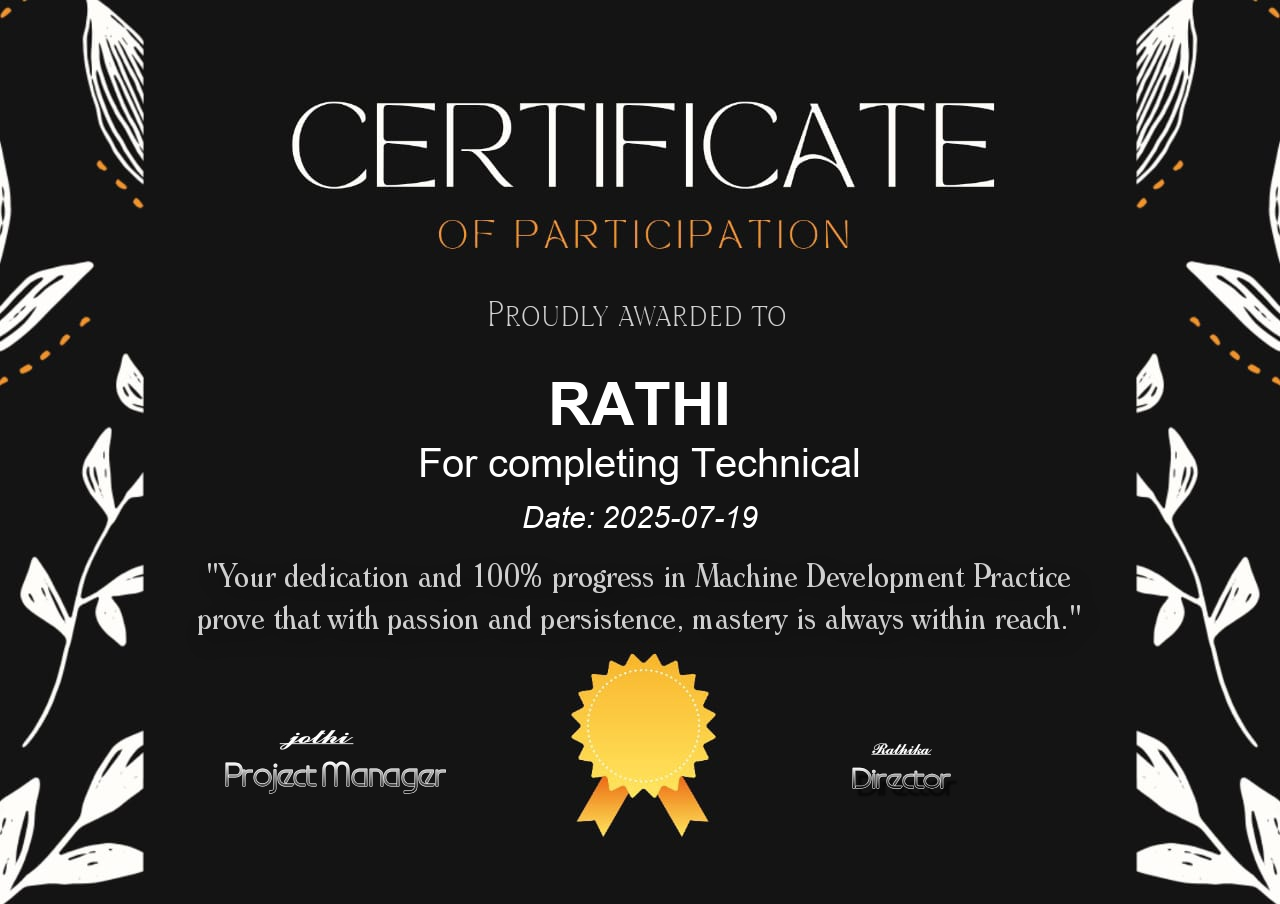 CERTIFICATE
OF PARTICIPATION
PROUDLY AWARDED TO
RATHI
For completing Technical
Date: 2025-07-19
"Your dedication and 100% progress in Machine Development Practice
prove that with passion and persistence, mastery is always within reach."
jothi
Project Manager
Rathika
Director